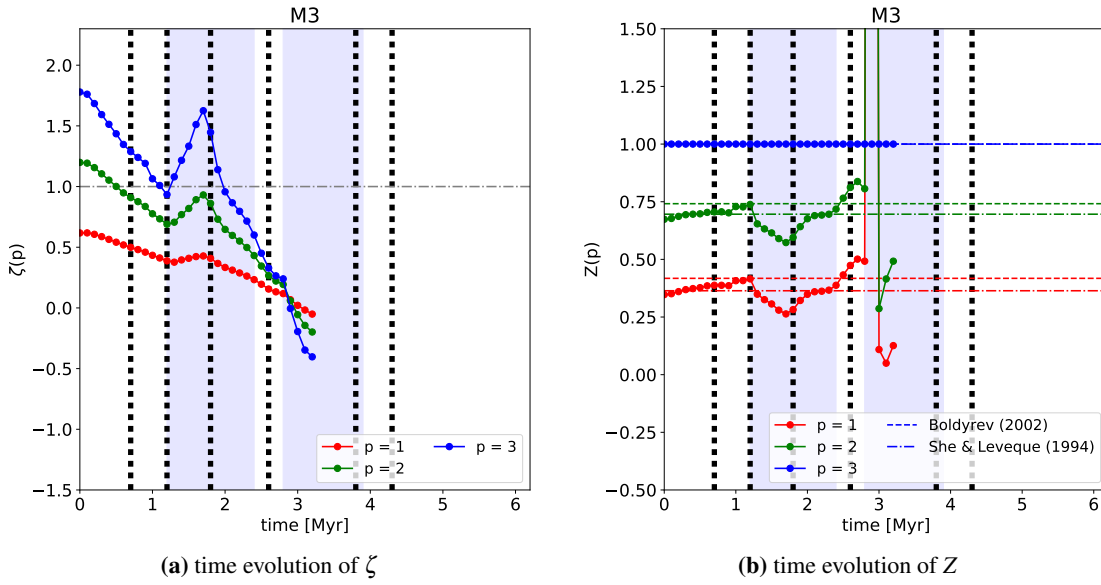 M3
ζ(p)
2.0
1.5
1.0
0.5
0.0
−0.5
−1.0
−1.5
0 1 2 3 4 5 6
time [Myr]
p = 1
p = 2
p = 3
(a) time evolution of ζ
M3
Z(p)
1.50
1.25
1.00
0.75
0.50
0.25
0.00
−0.25
−0.50
0 1 2 3 4 5 6
time [Myr]
p = 1
p = 2
p = 3
Boldyrev (2002)
She & Leveque (1994)
(b) time evolution of Z